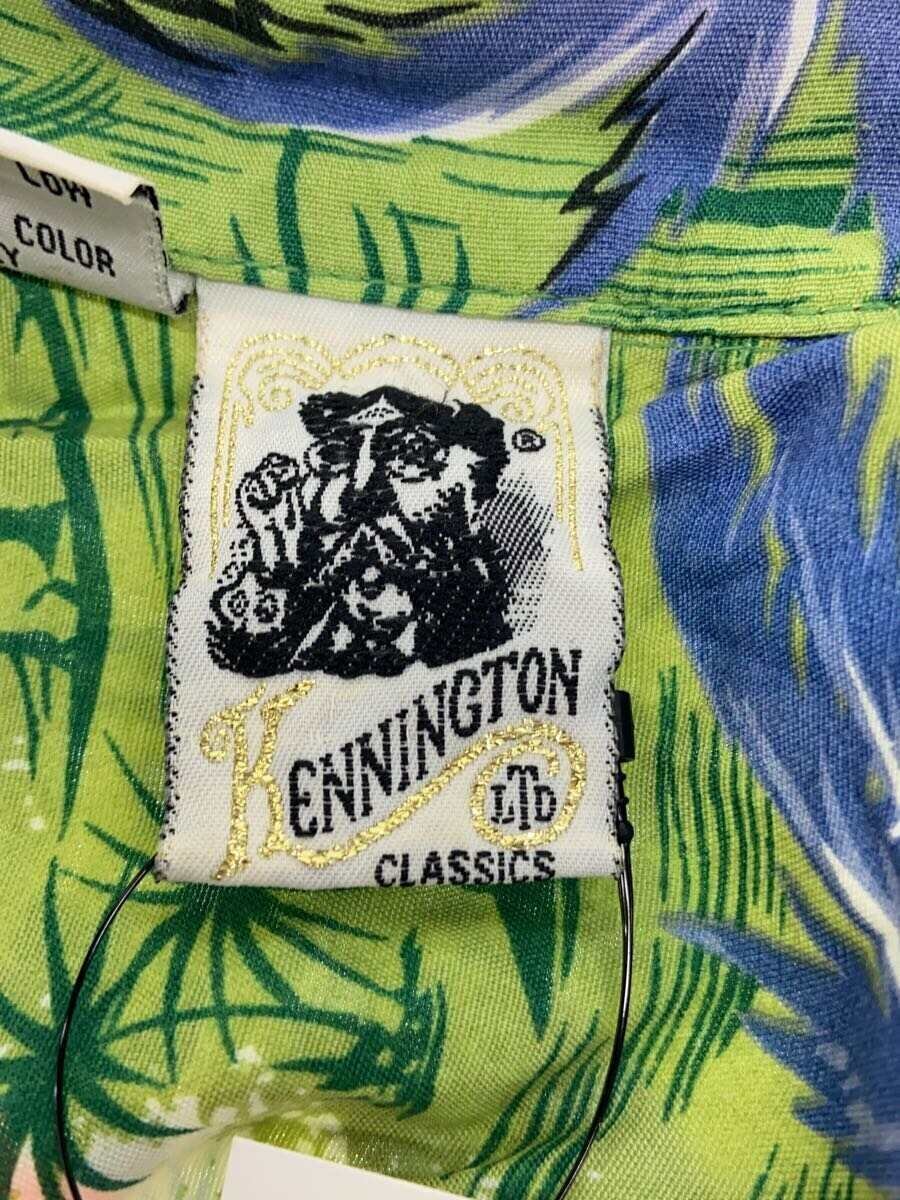 LOW
COLOR
®
KENNINGTON
LTD
CLASSICS